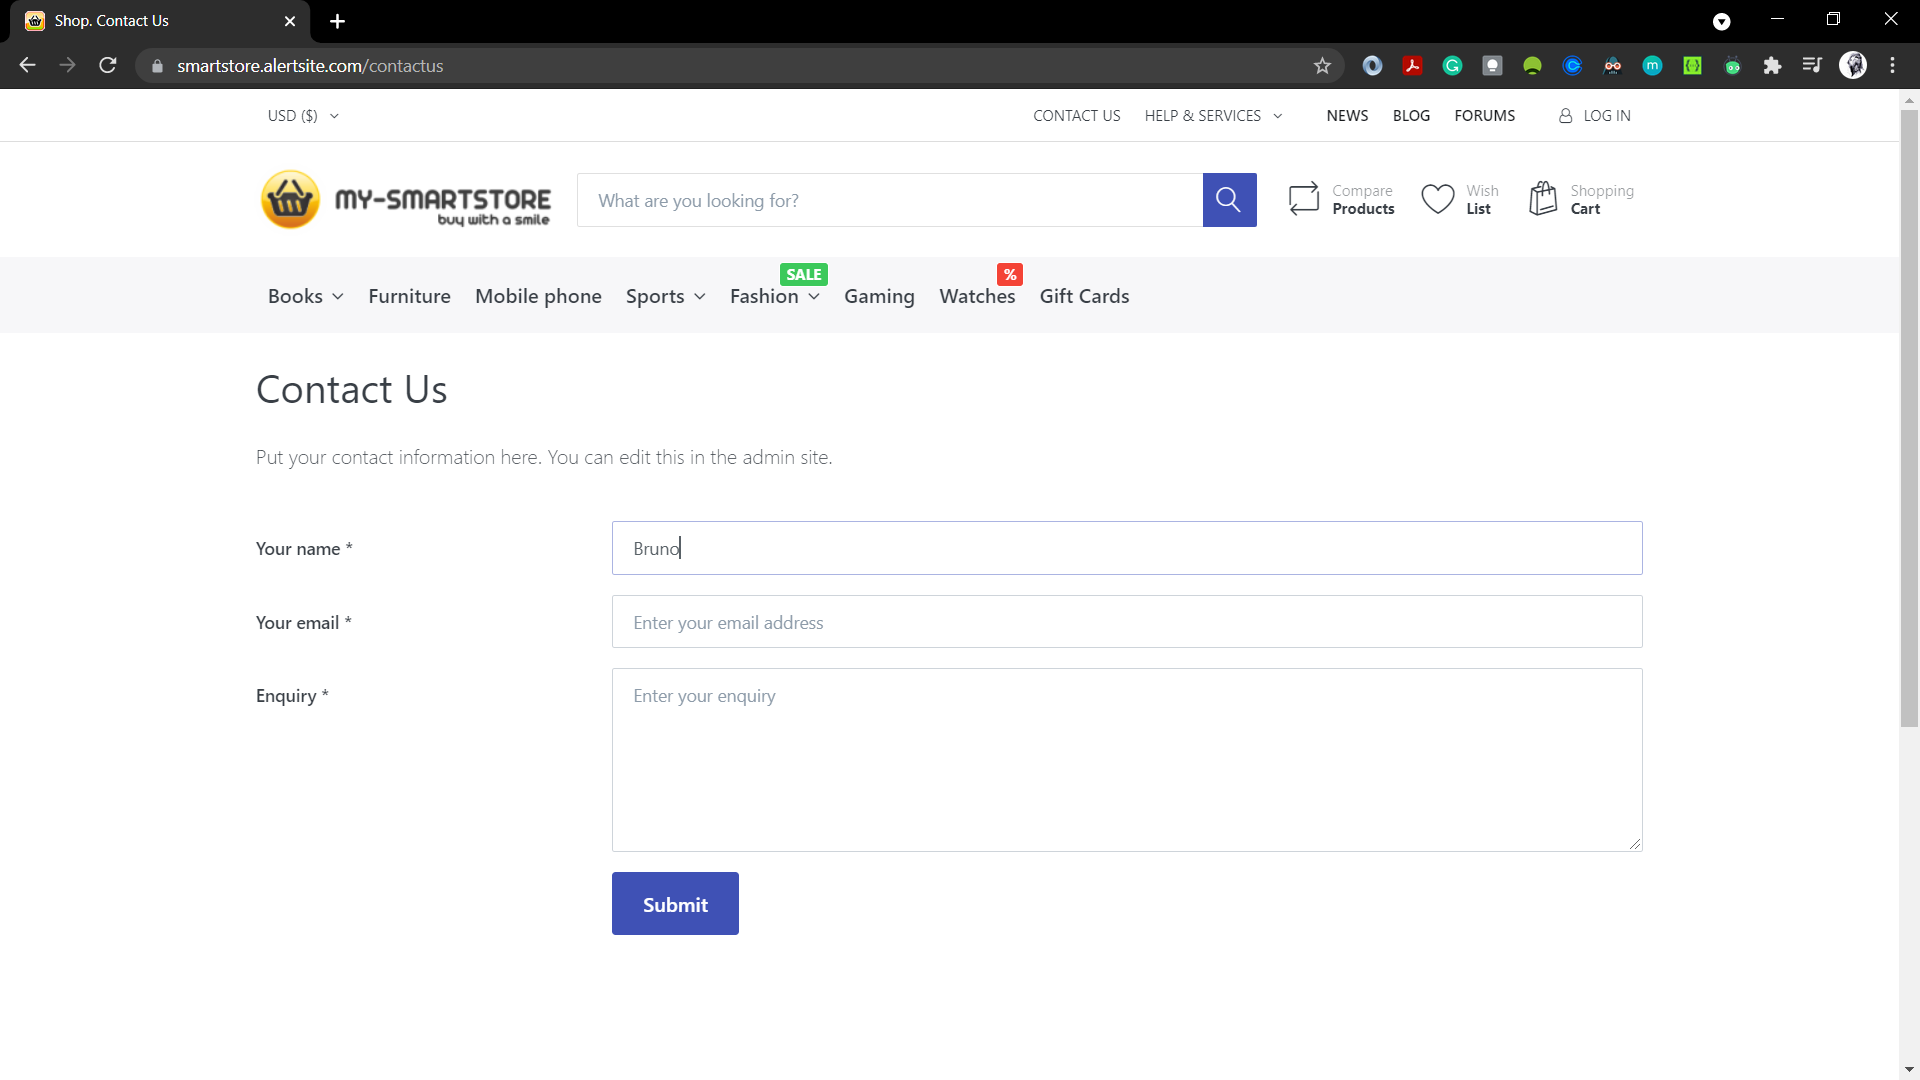 Shop. Contact Us
smartstore.alertsite.com/contactus
USD ($)
CONTACT US
HELP & SERVICES
NEWS
BLOG
FORUMS
LOG IN
MY-SMARTSTORE
buy with a smile
What are you looking for?
Compare
Products
Wish
List
Shopping
Cart
SALE
%
Books
Furniture
Mobile phone
Sports
Fashion
Gaming
Watches
Gift Cards
Contact Us
Put your contact information here. You can edit this in the admin site.
Your name *
Bruno
Your email *
Enter your email address
Enquiry *
Enter your enquiry
Submit